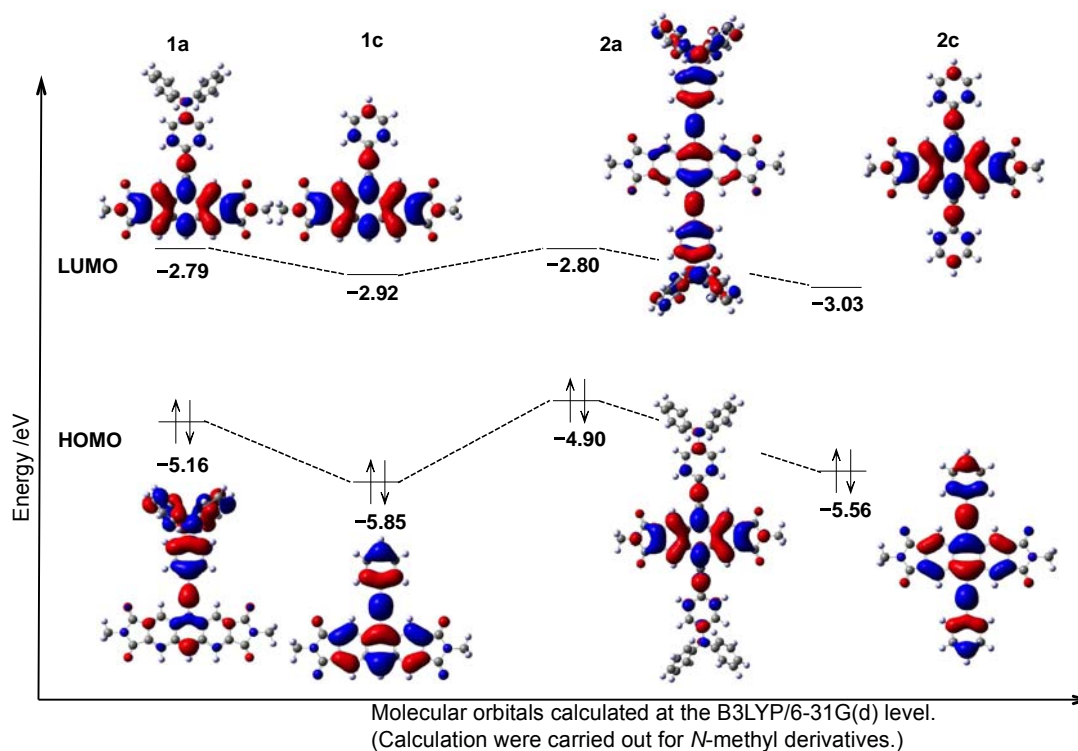 1a
1c
2a
2c
LUMO
−2.79
−2.92
−2.80
−3.03
HOMO
−5.16
−5.85
−4.90
−5.56
Energy /eV
Molecular orbitals calculated at the B3LYP/6-31G(d) level.
(Calculation were carried out for N-methyl derivatives.)